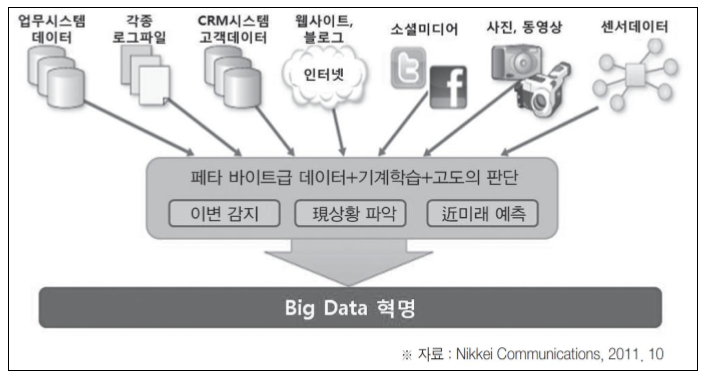 업무시스템
데이터
각종
로그파일
CRM시스템
고객데이터
웹사이트,
블로그
소셜미디어
사진, 동영상
센서데이터
인터넷
페타 바이트급 데이터+기계학습+고도의 판단
이변 감지
現상황 파악
近미래 예측
Big Data 혁명
※ 자료 : Nikkei Communications, 2011. 10